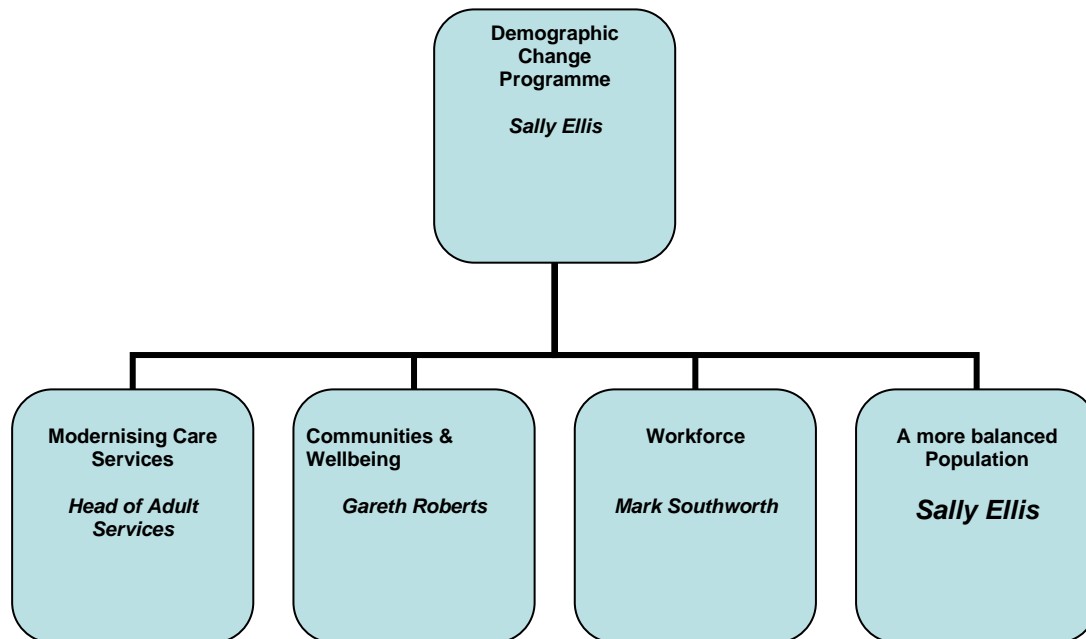 Demographic
Change
Programme
Sally Ellis
Modernising Care
Services
Head of Adult
Services
Communities &
Wellbeing
Gareth Roberts
Workforce
Mark Southworth
A more balanced
Population
Sally Ellis